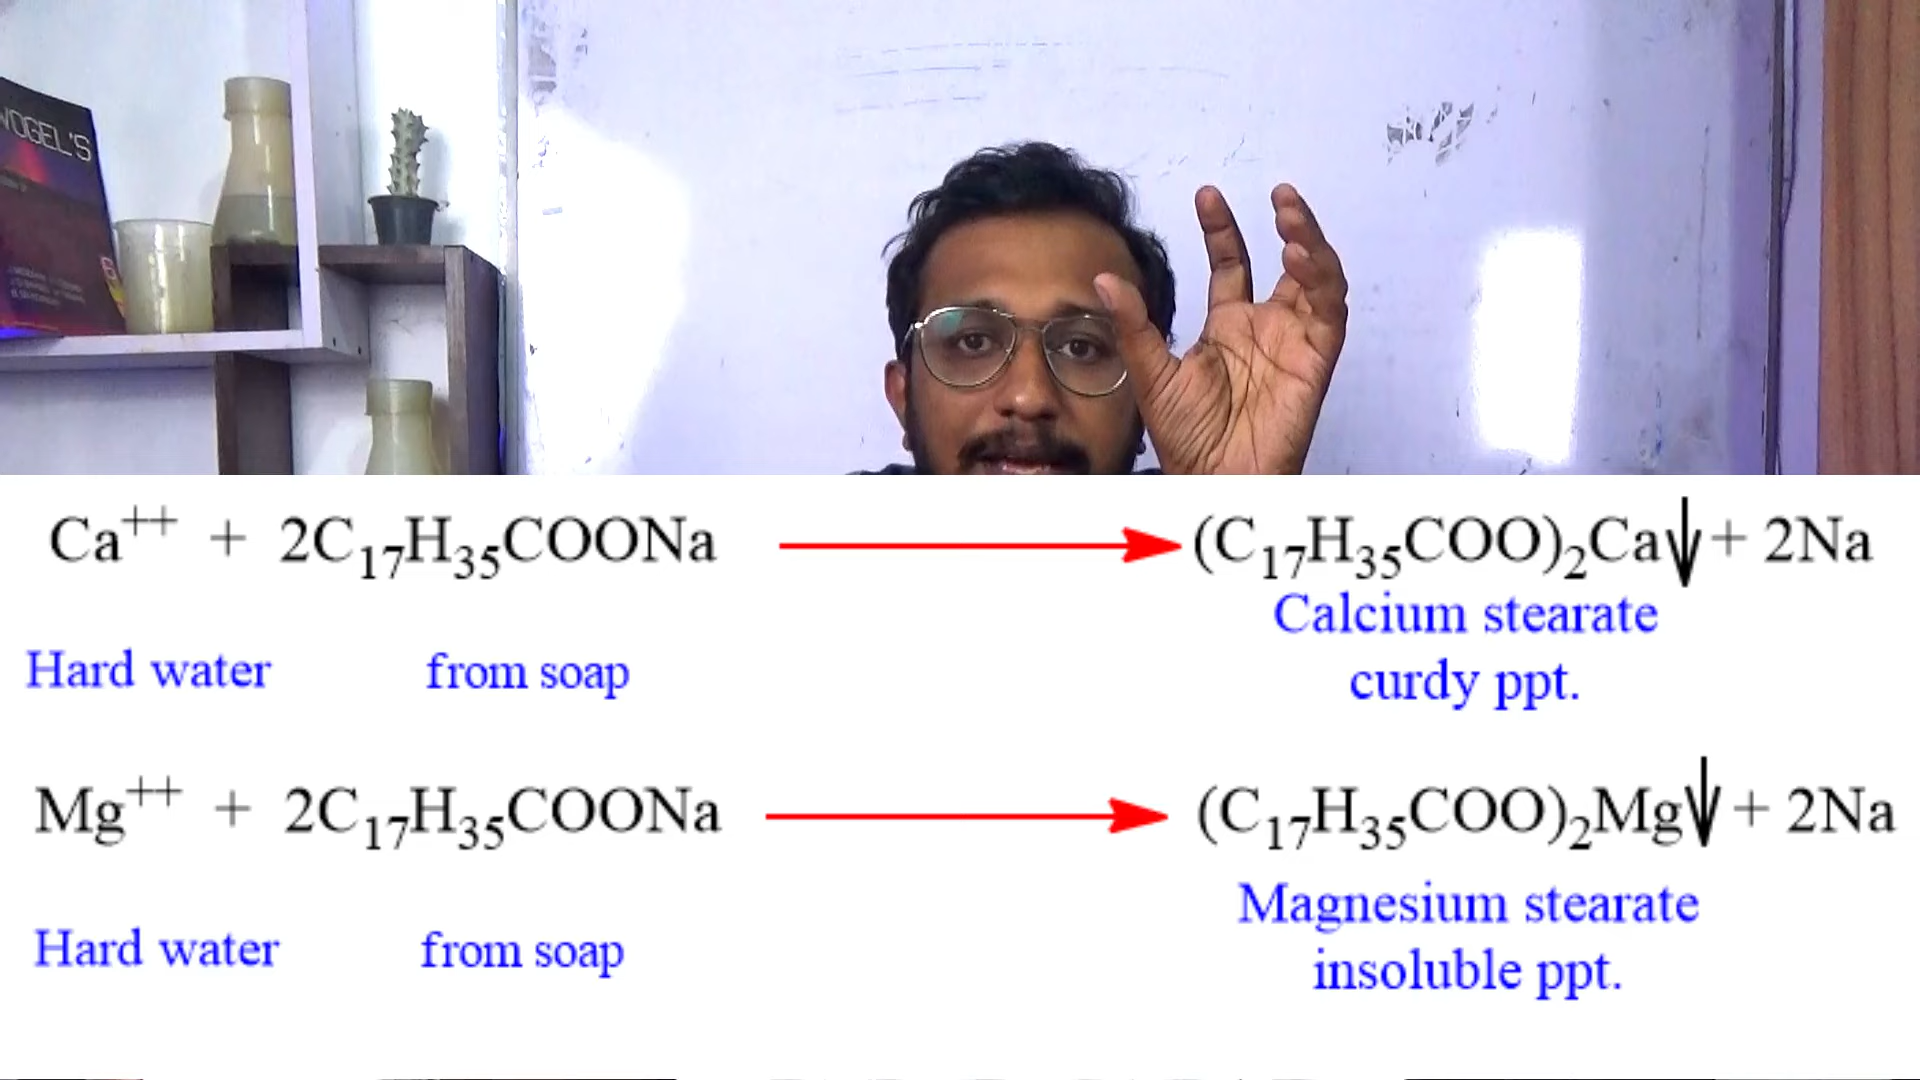 VOGEL'S
Ca⁺⁺ + 2C₁₇H₃₅COONa → (C₁₇H₃₅COO)₂Ca↓ + 2Na
Calcium stearate
Hard water from soap
curdy ppt.
Mg⁺⁺ + 2C₁₇H₃₅COONa → (C₁₇H₃₅COO)₂Mg↓ + 2Na
Magnesium stearate
Hard water from soap
insoluble ppt.